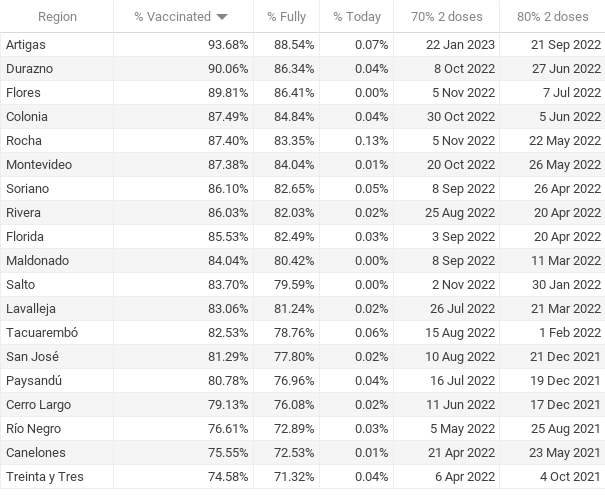 Region % Vaccinated % Fully % Today 70% 2 doses 80% 2 doses
Artigas 93.68% 88.54% 0.07% 22 Jan 2023 21 Sep 2022
Durazno 90.06% 86.34% 0.04% 8 Oct 2022 27 Jun 2022
Flores 89.81% 86.41% 0.00% 5 Nov 2022 7 Jul 2022
Colonia 87.49% 84.84% 0.04% 30 Oct 2022 5 Jun 2022
Rocha 87.40% 83.35% 0.13% 5 Nov 2022 22 May 2022
Montevideo 87.38% 84.04% 0.01% 20 Oct 2022 26 May 2022
Soriano 86.10% 82.65% 0.05% 8 Sep 2022 26 Apr 2022
Rivera 86.03% 82.03% 0.02% 25 Aug 2022 20 Apr 2022
Florida 85.53% 82.49% 0.03% 3 Sep 2022 20 Apr 2022
Maldonado 84.04% 80.42% 0.00% 8 Sep 2022 11 Mar 2022
Salto 83.70% 79.59% 0.00% 2 Nov 2022 30 Jan 2022
Lavalleja 83.06% 81.24% 0.02% 26 Jul 2022 21 Mar 2022
Tacuarembó 82.53% 78.76% 0.06% 15 Aug 2022 1 Feb 2022
San José 81.29% 77.80% 0.02% 10 Aug 2022 21 Dec 2021
Paysandú 80.78% 76.96% 0.04% 16 Jul 2022 19 Dec 2021
Cerro Largo 79.13% 76.08% 0.02% 11 Jun 2022 17 Dec 2021
Río Negro 76.61% 72.89% 0.03% 5 May 2022 25 Aug 2021
Canelones 75.55% 72.53% 0.01% 21 Apr 2022 23 May 2021
Treinta y Tres 74.58% 71.32% 0.04% 6 Apr 2022 4 Oct 2021